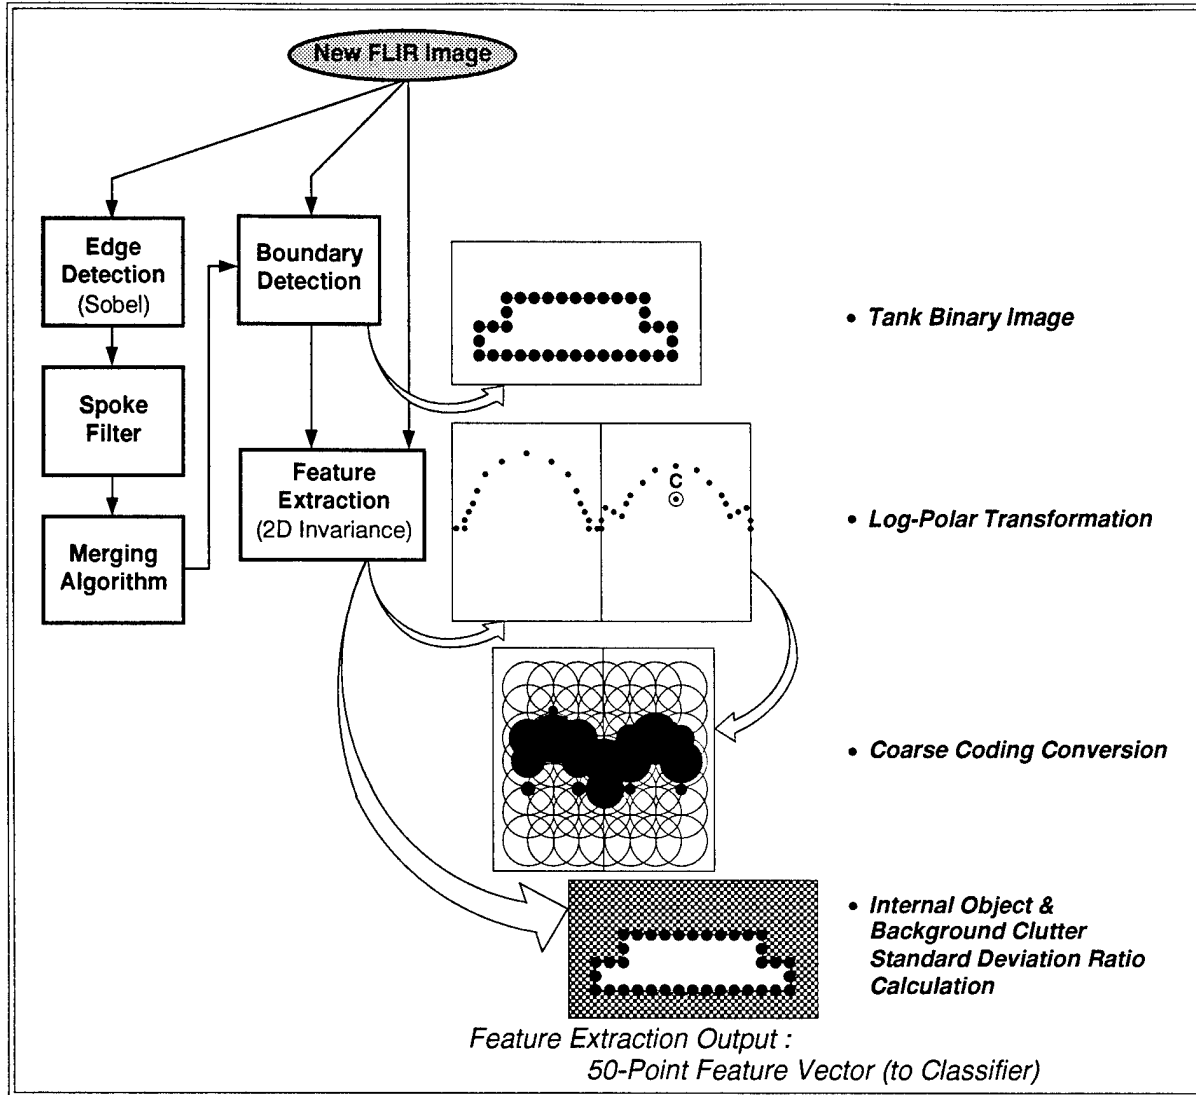 New FLIR Image
Edge
Detection
(Sobel)
Boundary
Detection
• Tank Binary Image
Spoke
Filter
Feature
Extraction
(2D Invariance)
C
• Log-Polar Transformation
Merging
Algorithm
• Coarse Coding Conversion
• Internal Object &
Background Clutter
Standard Deviation Ratio
Calculation
Feature Extraction Output :
50-Point Feature Vector (to Classifier)